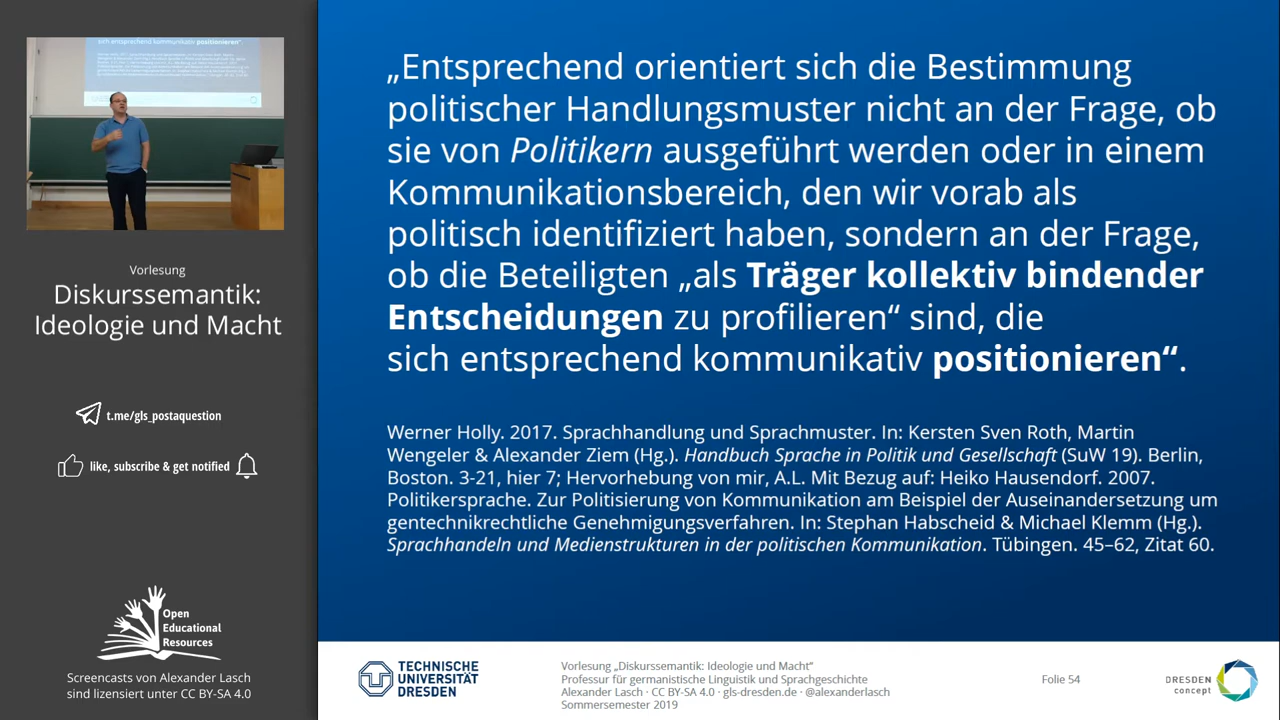 Vorlesung
Diskurssemantik:
Ideologie und Macht
t.me/gls_postaquestion
like, subscribe & get notified
Open
Educational
Resources
Screencasts von Alexander Lasch
sind lizensiert unter CC BY-SA 4.0
„Entsprechend orientiert sich die Bestimmung
politischer Handlungsmuster nicht an der Frage, ob
sie von Politikern ausgeführt werden oder in einem
Kommunikationsbereich, den wir vorab als
politisch identifiziert haben, sondern an der Frage,
ob die Beteiligten „als Träger kollektiv bindender
Entscheidungen zu profilieren“ sind, die
sich entsprechend kommunikativ positionieren“.
Werner Holly. 2017. Sprachhandlung und Sprachmuster. In: Kersten Sven Roth, Martin
Wengeler & Alexander Ziem (Hg.). Handbuch Sprache in Politik und Gesellschaft (SuW 19). Berlin,
Boston. 3-21, hier 7; Hervorhebung von mir, A.L. Mit Bezug auf: Heiko Hausendorf. 2007.
Politikersprache. Zur Politisierung von Kommunikation am Beispiel der Auseinandersetzung um
gentechnikrechtliche Genehmigungsverfahren. In: Stephan Habscheid & Michael Klemm (Hg.).
Sprachhandeln und Medienstrukturen in der politischen Kommunikation. Tübingen. 45–62, Zitat 60.
TECHNISCHE
UNIVERSITÄT
DRESDEN
Vorlesung „Diskurssemantik: Ideologie und Macht“
Professur für germanistische Linguistik und Sprachgeschichte
Alexander Lasch · CC BY-SA 4.0 · gls-dresden.de · @alexanderlasch
Sommersemester 2019
Folie 54
DRESDEN
concept